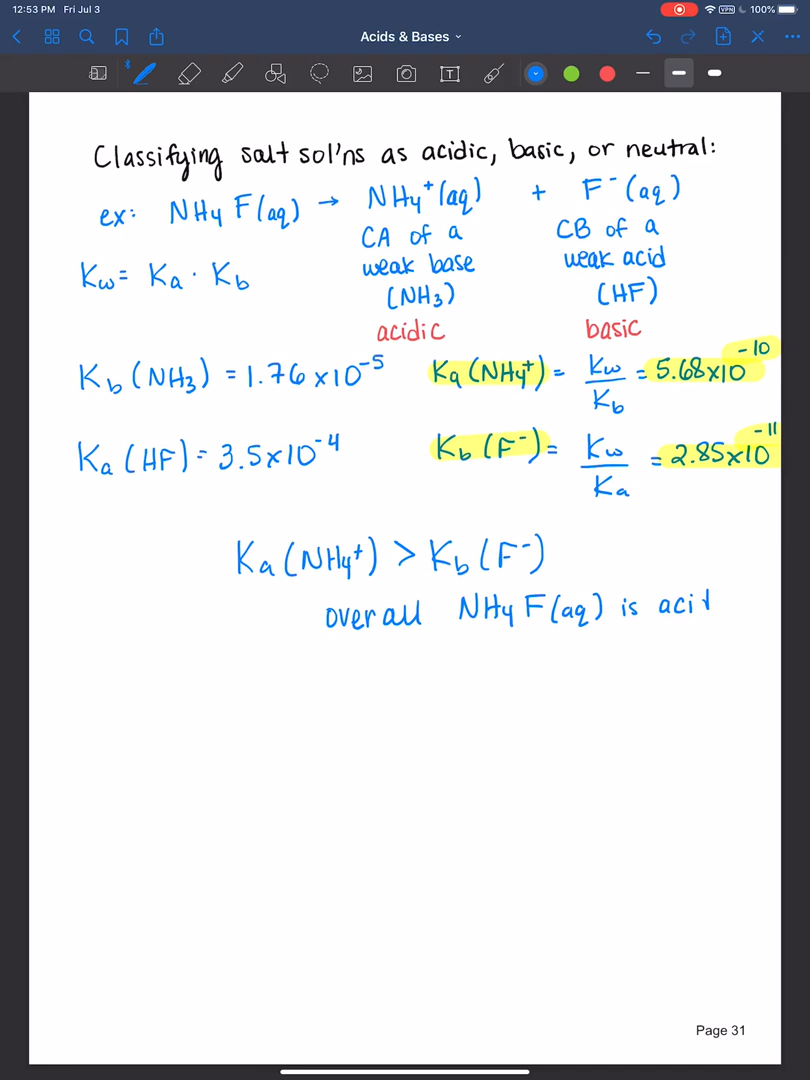 12:53 PM Fri Jul 3
VPN 100%
Acids & Bases
T
Classifying salt sol'ns as acidic, basic, or neutral:
ex: NH₄F(aq) → NH₄⁺(aq) + F⁻(aq)
CA of a weak base (NH₃)
CB of a weak acid (HF)
acidic
basic
Kw = Ka · Kb
Kb(NH₃) = 1.76×10⁻⁵
Ka(NH₄⁺) = Kw/Kb = 5.68×10⁻¹⁰
Ka(HF) = 3.5×10⁻⁴
Kb(F⁻) = Kw/Ka = 2.85×10⁻¹¹
Ka(NH₄⁺) > Kb(F⁻)
overall NH₄F(aq) is acid
Page 31